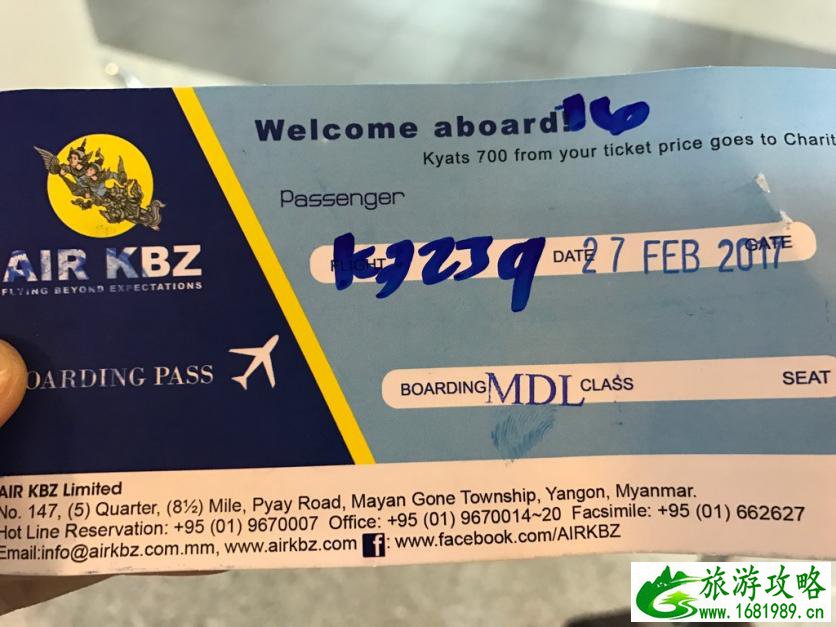 Welcome aboard! 16
Kyats 700 from your ticket price goes to Charit
Passenger
AIR KBZ
FLYING BEYOND EXPECTATIONS
FLIGHT K7239 DATE 27 FEB 2017 GATE
OARDING PASS
BOARDING MDL CLASS SEAT
AIR KBZ Limited
No. 147, (5) Quarter, (8½) Mile, Pyay Road, Mayan Gone Township, Yangon, Myanmar.
Hot Line Reservation: +95 (01) 9670007 Office: +95 (01) 9670014~20 Facsimile: +95 (01) 662627
Email:info@airkbz.com.mm, www.airkbz.com f: www.facebook.com/AIRKBZ
旅游攻略
www.1681989.cn